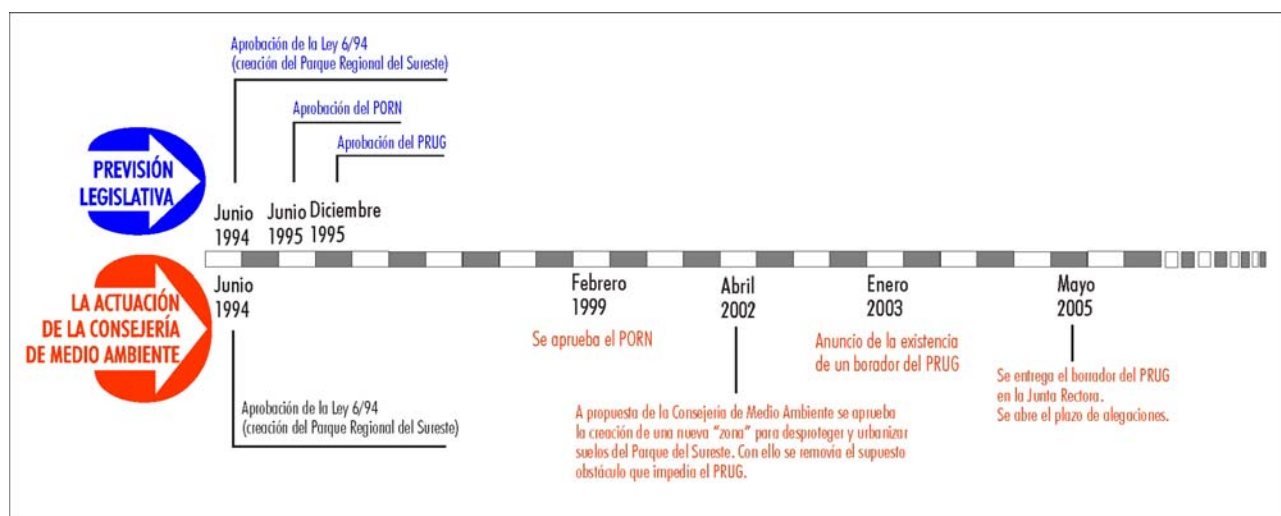 Aprobación de la Ley 6/94
(creación del Parque Regional del Sureste)
Aprobación del PORN
Aprobación del PRUG
PREVISIÓN
LEGISLATIVA
Junio
1994
Junio
1995
Diciembre
1995
LA ACTUACIÓN
DE LA CONSEJERÍA
DE MEDIO AMBIENTE
Junio
1994
Febrero
1999
Abril
2002
Enero
2003
Mayo
2005
Se aprueba el PORN
Anuncio de la existencia
de un borador del PRUG
Se entrega el borrador del PRUG
en la Junta Rectora.
Se abre el plazo de alegaciones.
Aprobación de la Ley 6/94
(creación del Parque Regional del Sureste)
A propuesta de la Consejería de Medio Ambiente se aprueba
la creación de una nueva "zona" para desproteger y urbanizar
suelos del Parque del Sureste. Con ello se removía el supuesto
obstáculo que impedía el PRUG.